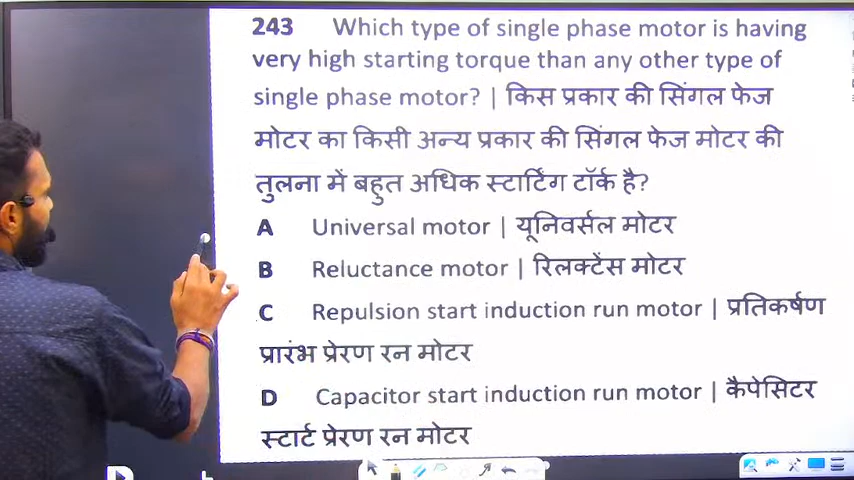 243 Which type of single phase motor is having
very high starting torque than any other type of
single phase motor? | किस प्रकार की सिंगल फेज
मोटर का किसी अन्य प्रकार की सिंगल फेज मोटर की
तुलना में बहुत अधिक स्टार्टिंग टॉर्क है?
A Universal motor | यूनिवर्सल मोटर
B Reluctance motor | रिलक्टेंस मोटर
C Repulsion start induction run motor | प्रतिकर्षण
प्रारंभ प्रेरण रन मोटर
D Capacitor start induction run motor | कैपेसिटर
स्टार्ट प्रेरण रन मोटर